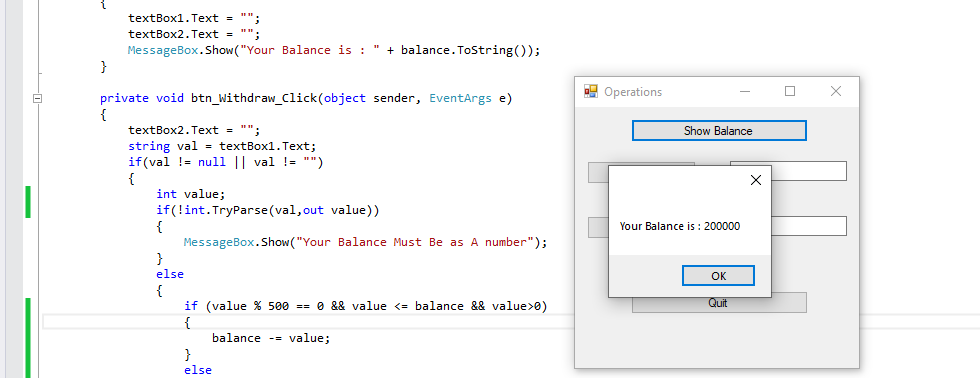 {
textBox1.Text = "";
textBox2.Text = "";
MessageBox.Show("Your Balance is : " + balance.ToString());
}
private void btn_Withdraw_Click(object sender, EventArgs e)
{
textBox2.Text = "";
string val = textBox1.Text;
if(val != null || val != "")
{
int value;
if(!int.TryParse(val,out value))
{
MessageBox.Show("Your Balance Must Be as A number");
}
else
{
if (value % 500 == 0 && value <= balance && value>0)
{
balance -= value;
}
else
Operations
Show Balance
Your Balance is : 200000
OK
Quit